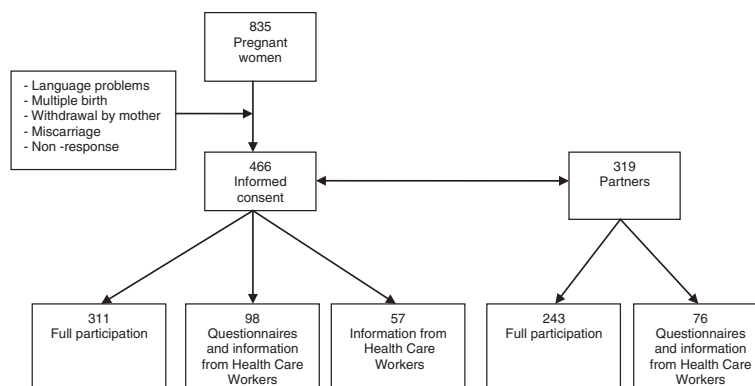 835
Pregnant
women
- Language problems
- Multiple birth
- Withdrawal by mother
- Miscarriage
- Non -response
466
Informed
consent
319
Partners
311
Full participation
98
Questionnaires
and information
from Health Care
Workers
57
Information from
Health Care
Workers
243
Full participation
76
Questionnaires
and information
from Health Care
Workers